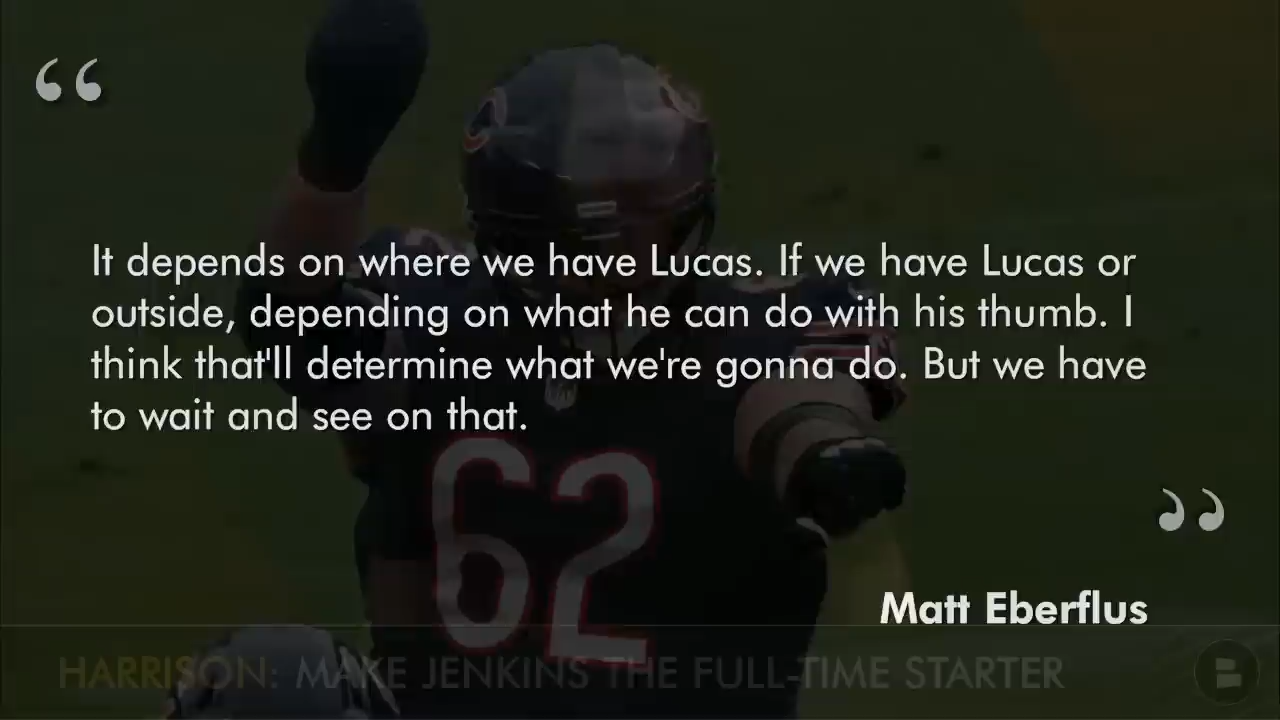 “
It depends on where we have Lucas. If we have Lucas or
outside, depending on what he can do with his thumb. I
think that'll determine what we're gonna do. But we have
to wait and see on that.
”
Matt Eberflus
62
HARRISON: MAKE JENKINS THE FULL-TIME STARTER